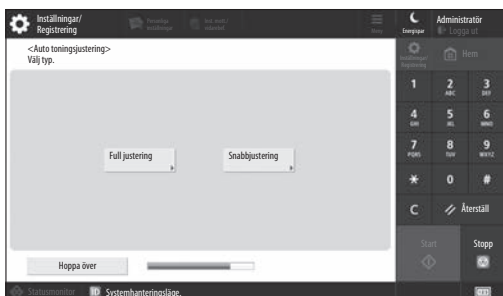 Inställningar/
Registrering
Energispar
Administratör
Logga ut
<Auto toningsjustering>
Välj typ.
Hem
Full justering
Snabbjustering
1
2
ABC
3
DEF
4
GHI
5
JKL
6
MNO
7
PQRS
8
TUV
9
WXYZ
*
0
#
C
Återställ
Start
Stopp
Hoppa över
Statusmonitor
Systemhanteringsläge.